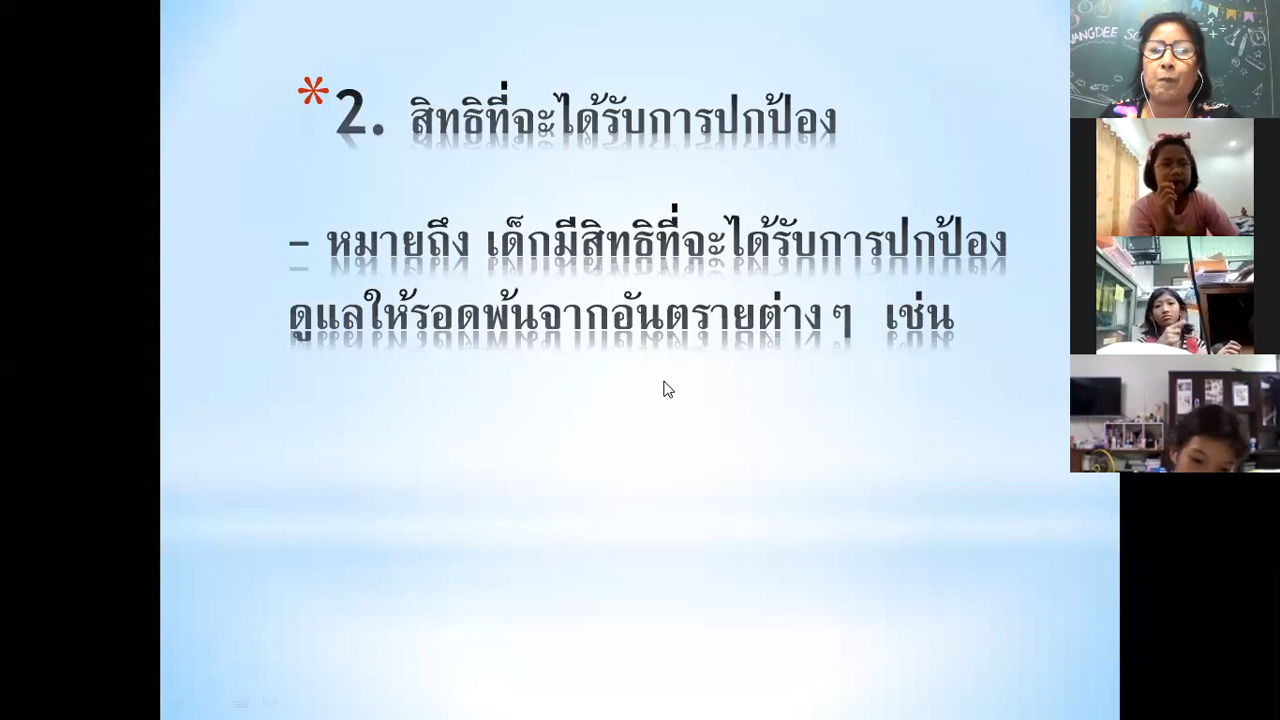 *2. สิทธิที่จะได้รับการปกป้อง
– หมายถึง เด็กมีสิทธิที่จะได้รับการปกป้อง
ดูแลให้รอดพ้นจากอันตรายต่างๆ เช่น